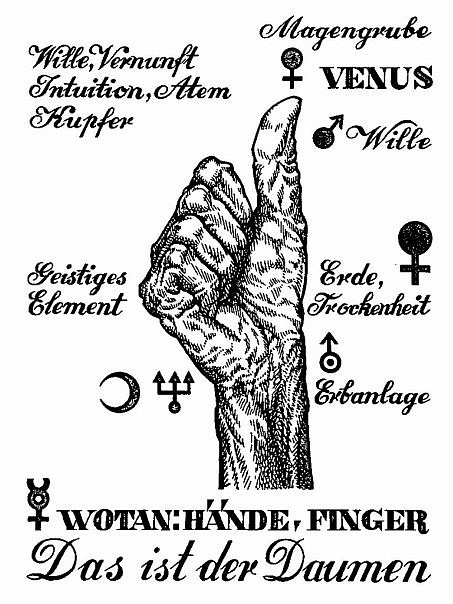 Magengrube
Wille, Vernunft
Intuition, Atem
Kupfer
VENUS
Wille
Geistiges
Element
Erde,
Trockenheit
Erbanlage
WOTAN: HÄNDE, FINGER
Das ist der Daumen